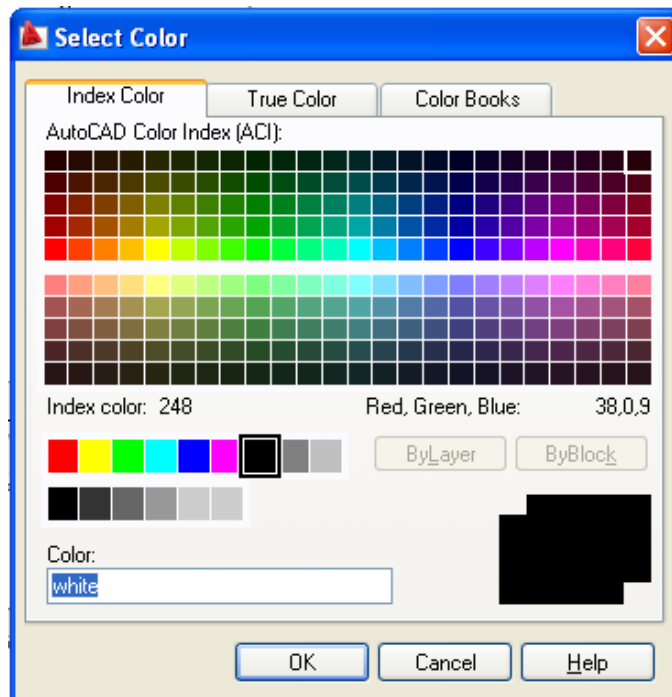 Select Color
Index Color True Color Color Books
AutoCAD Color Index (ACI):
Index color: 248 Red, Green, Blue: 38,0,9
ByLayer ByBlock
Color:
white
OK Cancel Help